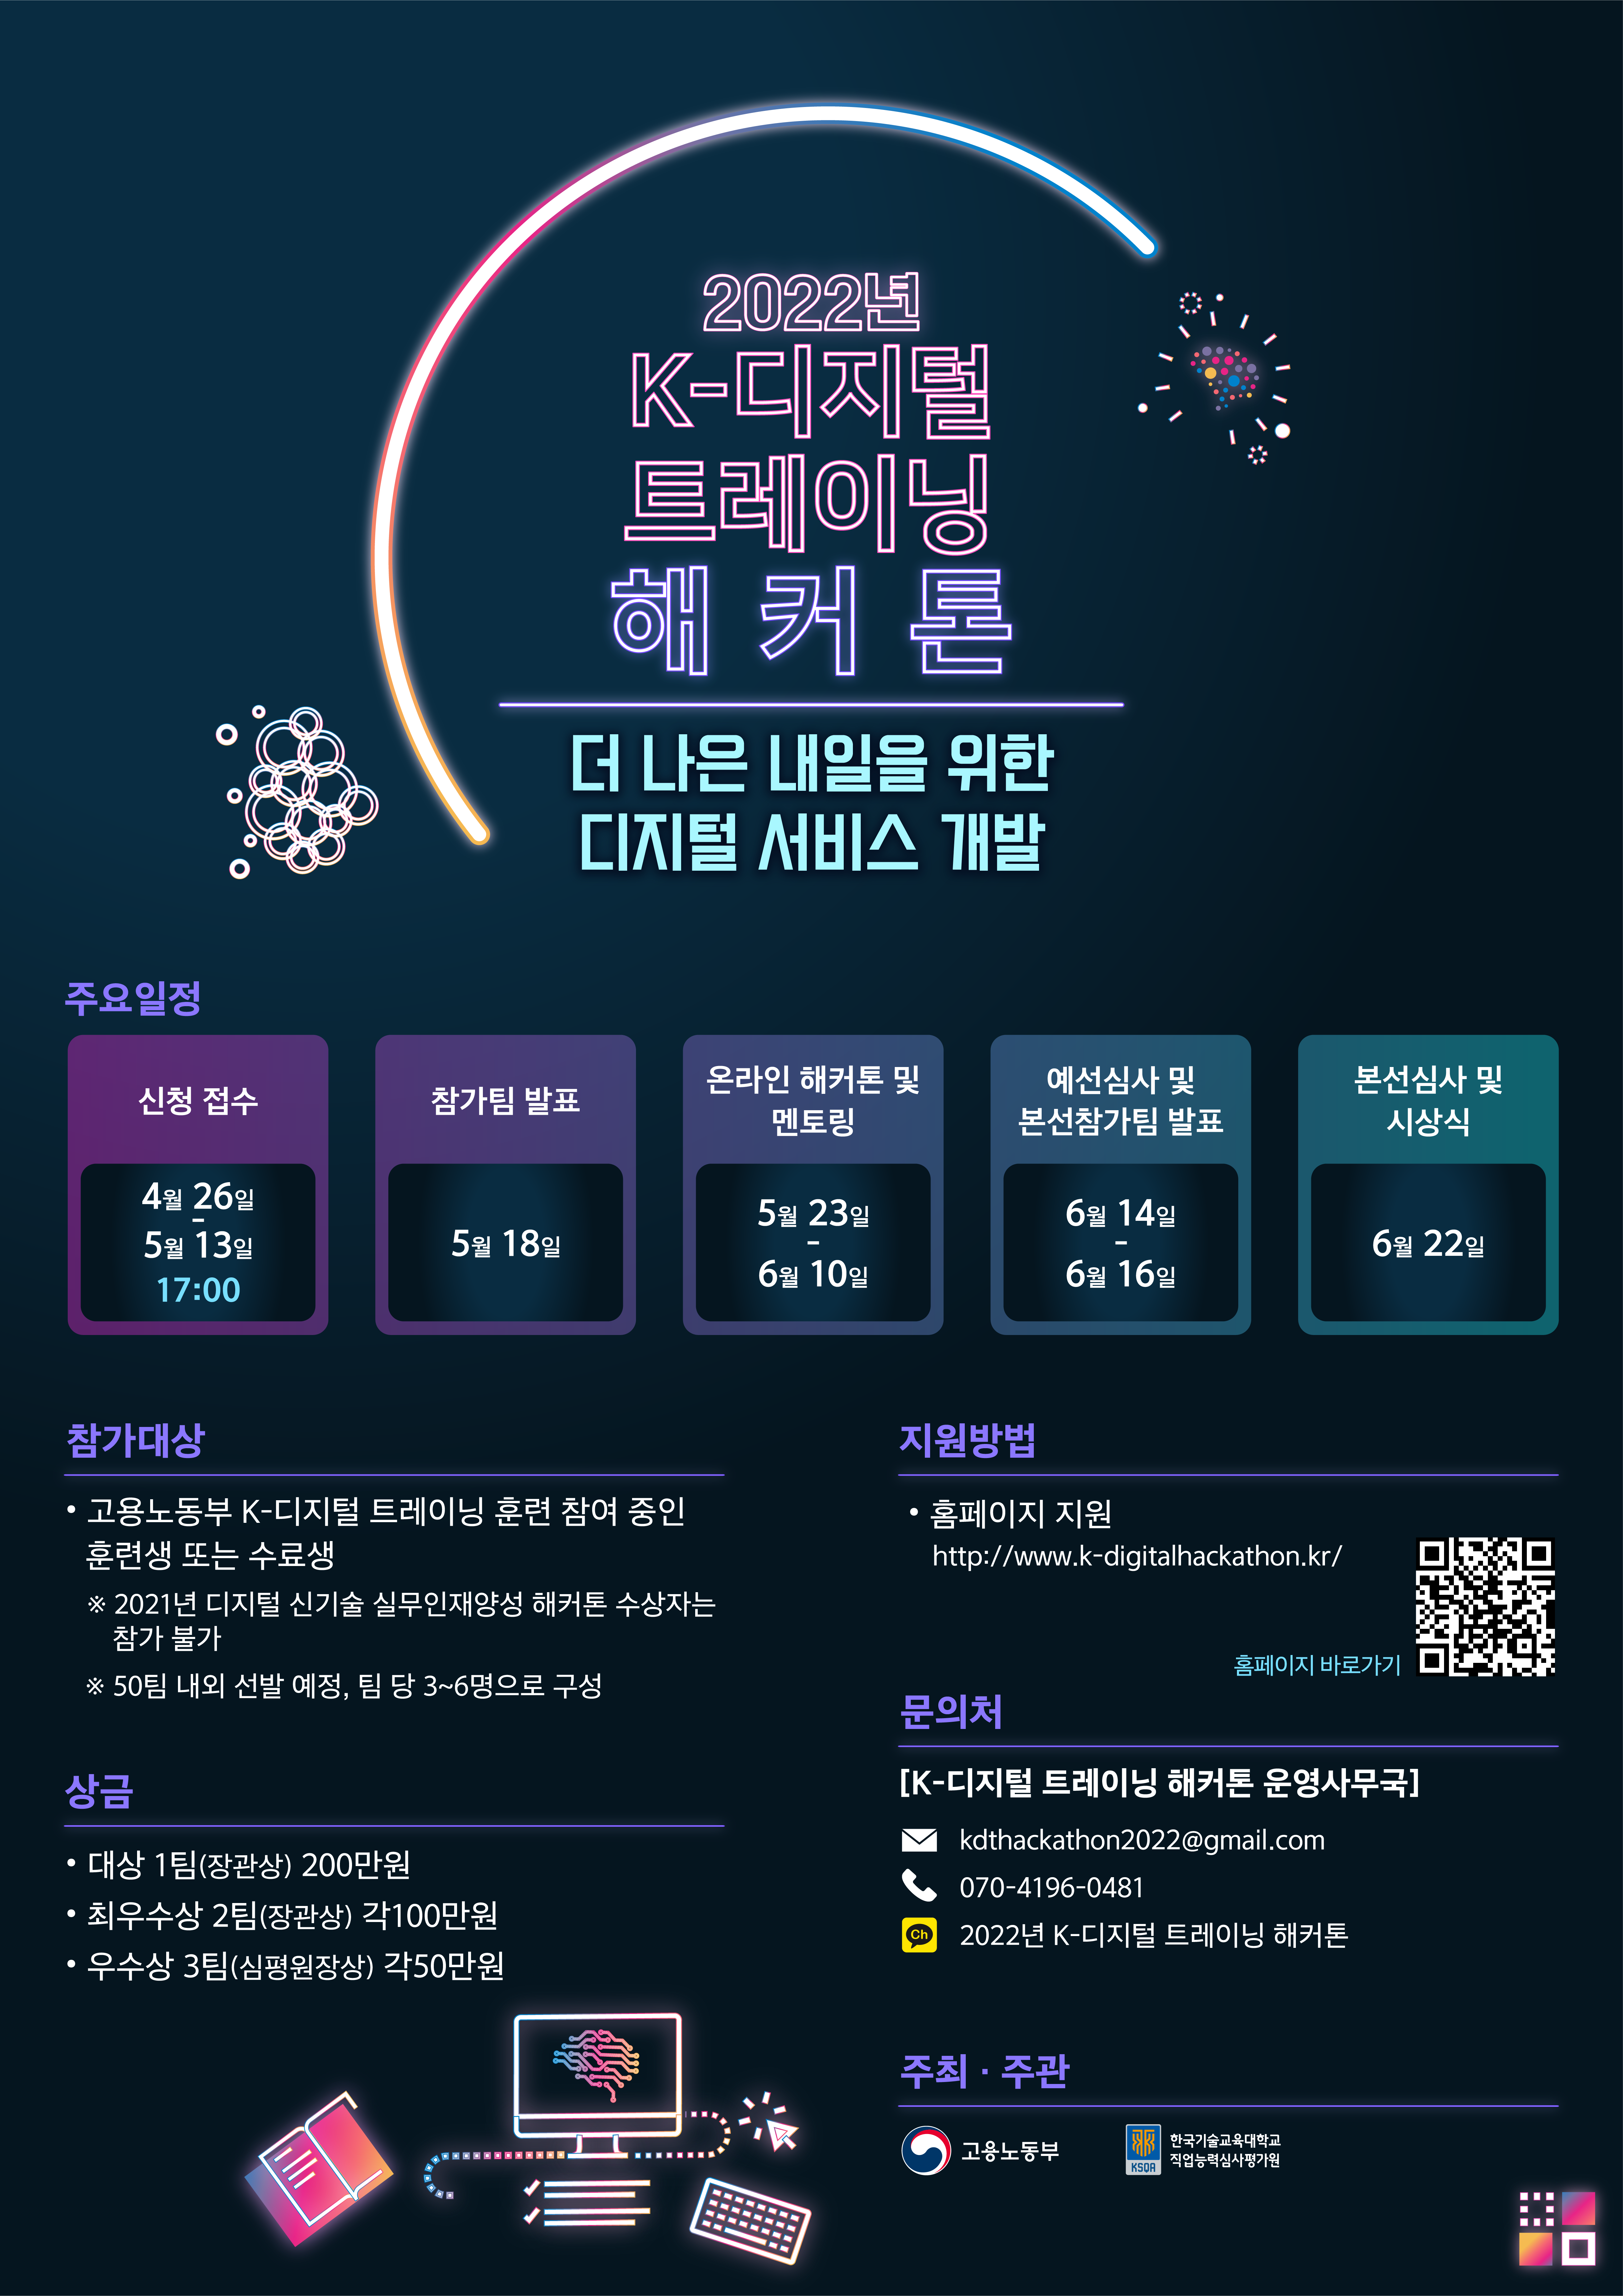 2022년
K-디지털
트레이닝
해커톤
더 나은 내일을 위한
디지털 서비스 개발
주요일정
신청 접수
4월 26일
-
5월 13일
17:00
참가팀 발표
5월 18일
온라인 해커톤 및
멘토링
5월 23일
-
6월 10일
예선심사 및
본선참가팀 발표
6월 14일
-
6월 16일
본선심사 및
시상식
6월 22일
참가대상
• 고용노동부 K-디지털 트레이닝 훈련 참여 중인
훈련생 또는 수료생
※ 2021년 디지털 신기술 실무인재양성 해커톤 수상자는
참가 불가
※ 50팀 내외 선발 예정, 팀 당 3~6명으로 구성
상금
• 대상 1팀(장관상) 200만원
• 최우수상 2팀(장관상) 각100만원
• 우수상 3팀(심평원장상) 각50만원
지원방법
• 홈페이지 지원
http://www.k-digitalhackathon.kr/
홈페이지 바로가기
문의처
[K-디지털 트레이닝 해커톤 운영사무국]
kdthackathon2022@gmail.com
070-4196-0481
Ch
2022년 K-디지털 트레이닝 해커톤
주최 · 주관
고용노동부
KSQA
한국기술교육대학교
직업능력심사평가원